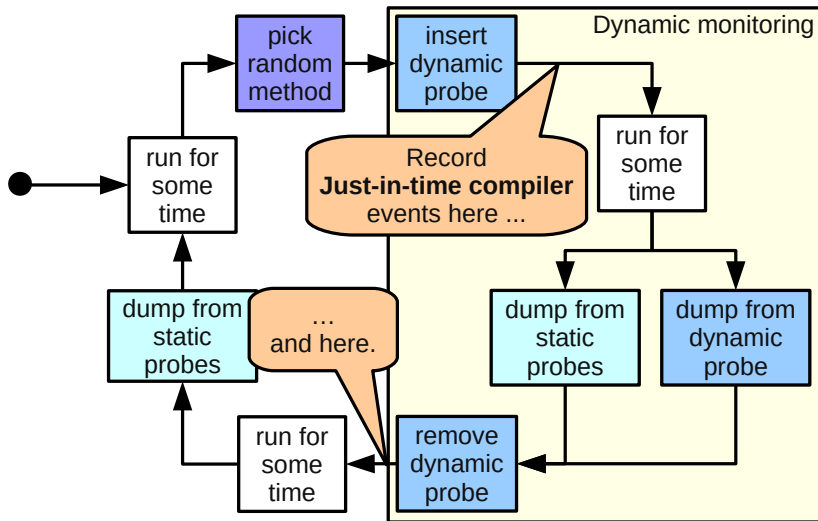 Dynamic monitoring
pick
random
method
insert
dynamic
probe
run for
some
time
Record
Just-in-time compiler
events here ...
run for
some
time
dump from
static
probes
…
and here.
dump from
static
probes
dump from
dynamic
probe
run for
some
time
remove
dynamic
probe